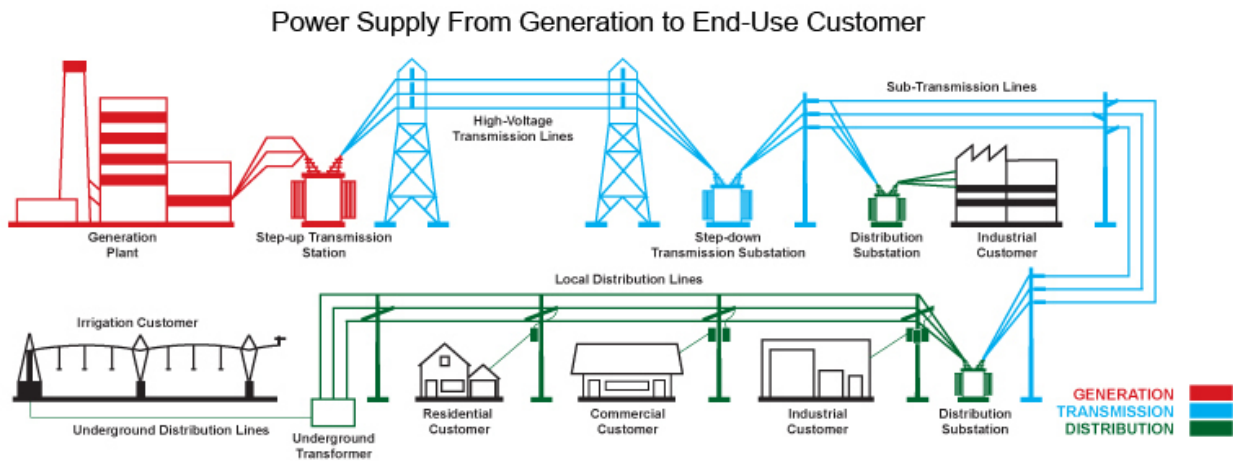 Power Supply From Generation to End-Use Customer
Sub-Transmission Lines
High-Voltage
Transmission Lines
Generation
Plant
Step-up Transmission
Station
Step-down
Transmission Substation
Distribution
Substation
Industrial
Customer
Local Distribution Lines
Irrigation Customer
Underground Distribution Lines
Underground
Transformer
Residential
Customer
Commercial
Customer
Industrial
Customer
Distribution
Substation
GENERATION
TRANSMISSION
DISTRIBUTION